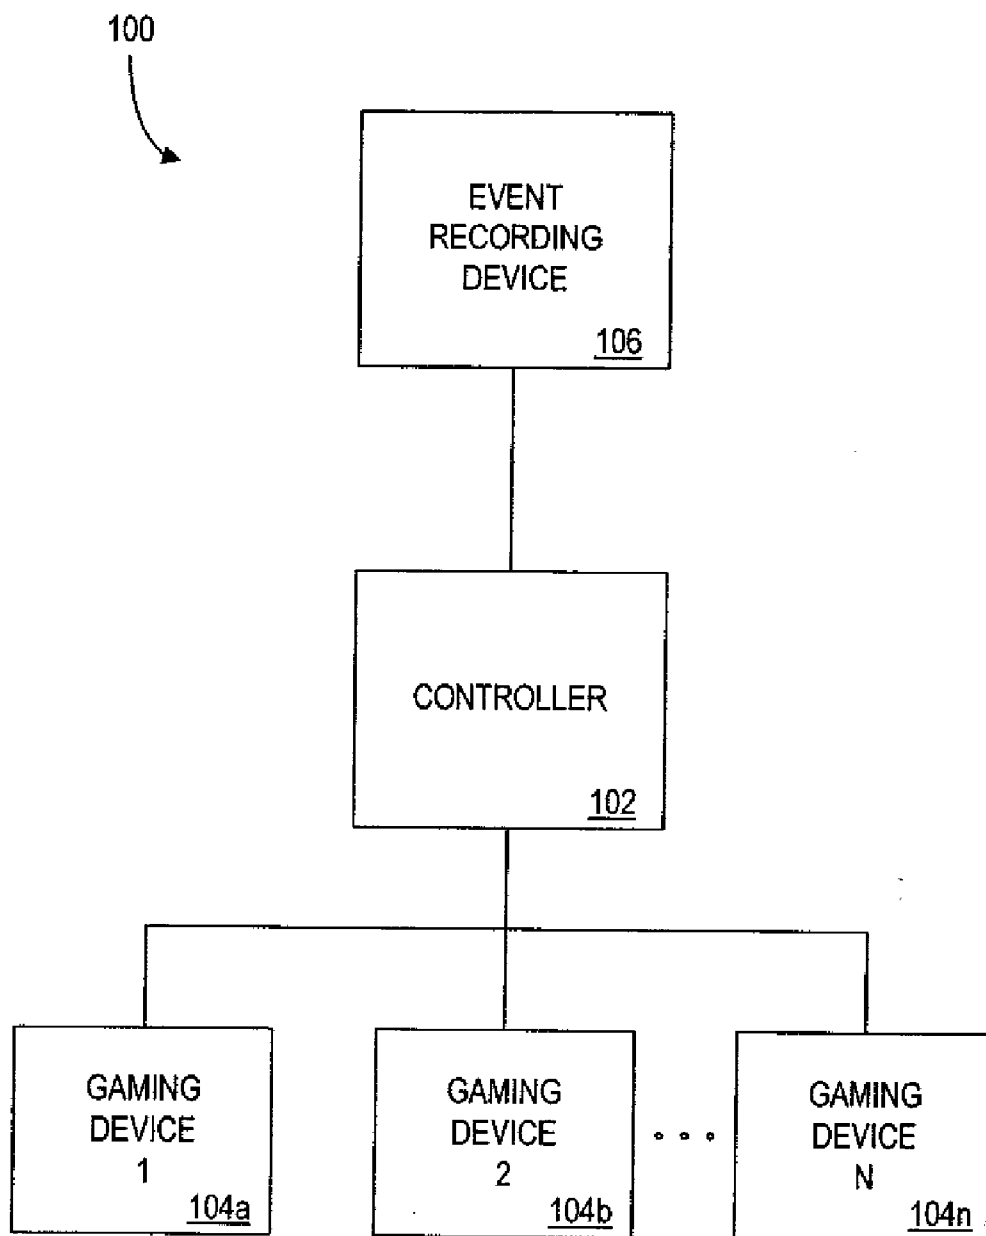 100
EVENT
RECORDING
DEVICE
106
CONTROLLER
102
GAMING
DEVICE
1
104a
GAMING
DEVICE
2
104b
GAMING
DEVICE
N
104n